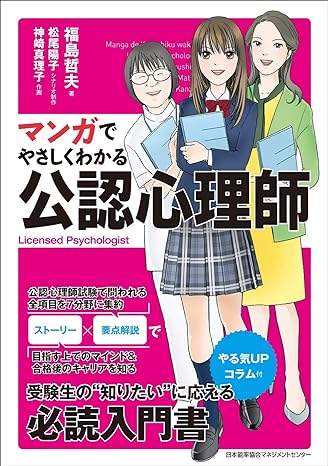 福島哲夫 著
松尾陽子 シナリオ制作
神崎真理子 作画
マンガで
やさしくわかる
公認心理師
Licensed Psychologist
公認心理師試験で問われる
全項目を7分野に集約
ストーリー×要点解説で
目指す上でのマインド&
合格後のキャリアを知る
やる気UP
コラム付
受験生の“知りたい”に応える
必読入門書
日本能率協会マネジメントセンター